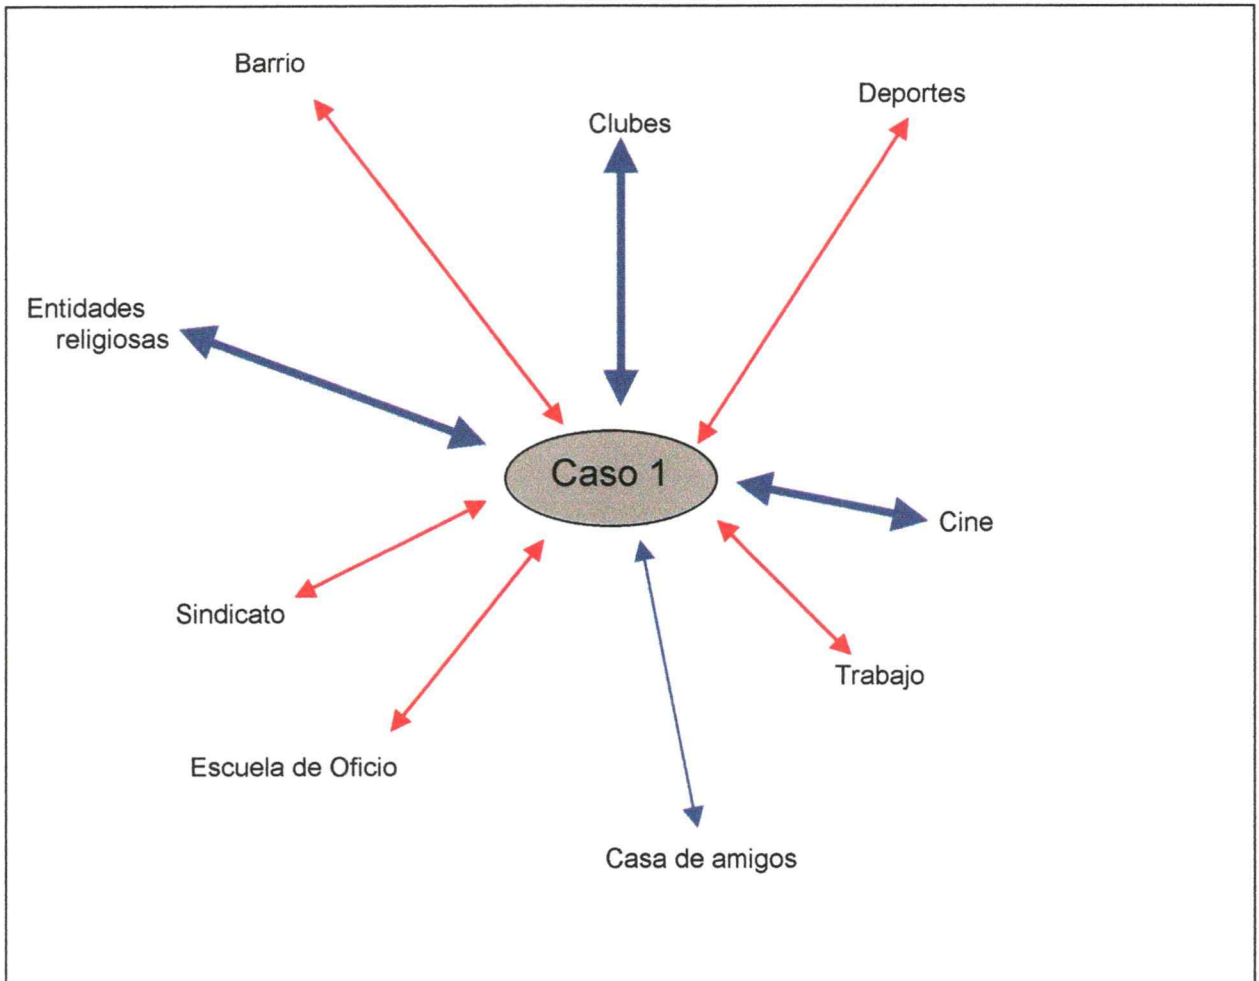 Barrio
Deportes
Clubes
Entidades
religiosas
Caso 1
Cine
Sindicato
Trabajo
Escuela de Oficio
Casa de amigos